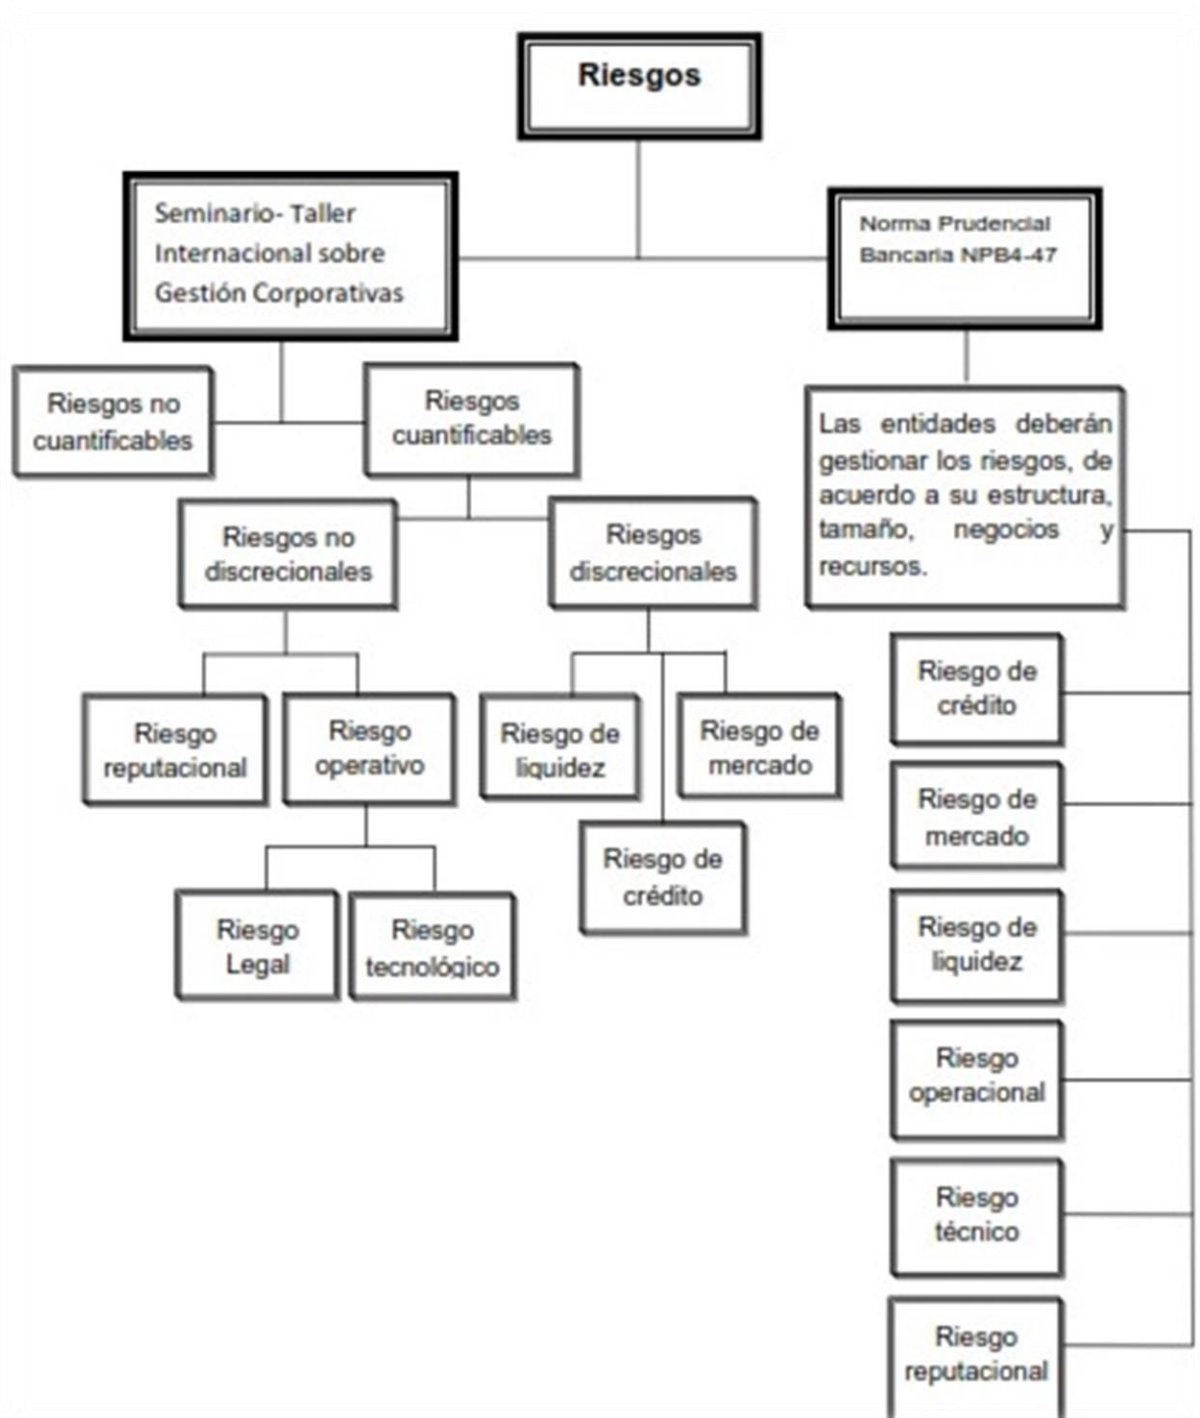 Riesgos
Seminario- Taller
Internacional sobre
Gestión Corporativas
Norma Prudencial
Bancaria NPB4-47
Riesgos no
cuantificables
Riesgos
cuantificables
Las entidades deberán
gestionar los riesgos, de
acuerdo a su estructura,
tamaño, negocios y
recursos.
Riesgos no
discrecionales
Riesgos
discrecionales
Riesgo
reputacional
Riesgo
operativo
Riesgo de
liquidez
Riesgo de
mercado
Riesgo de
crédito
Riesgo
Legal
Riesgo
tecnológico
Riesgo de
crédito
Riesgo de
mercado
Riesgo de
liquidez
Riesgo
operacional
Riesgo
técnico
Riesgo
reputacional